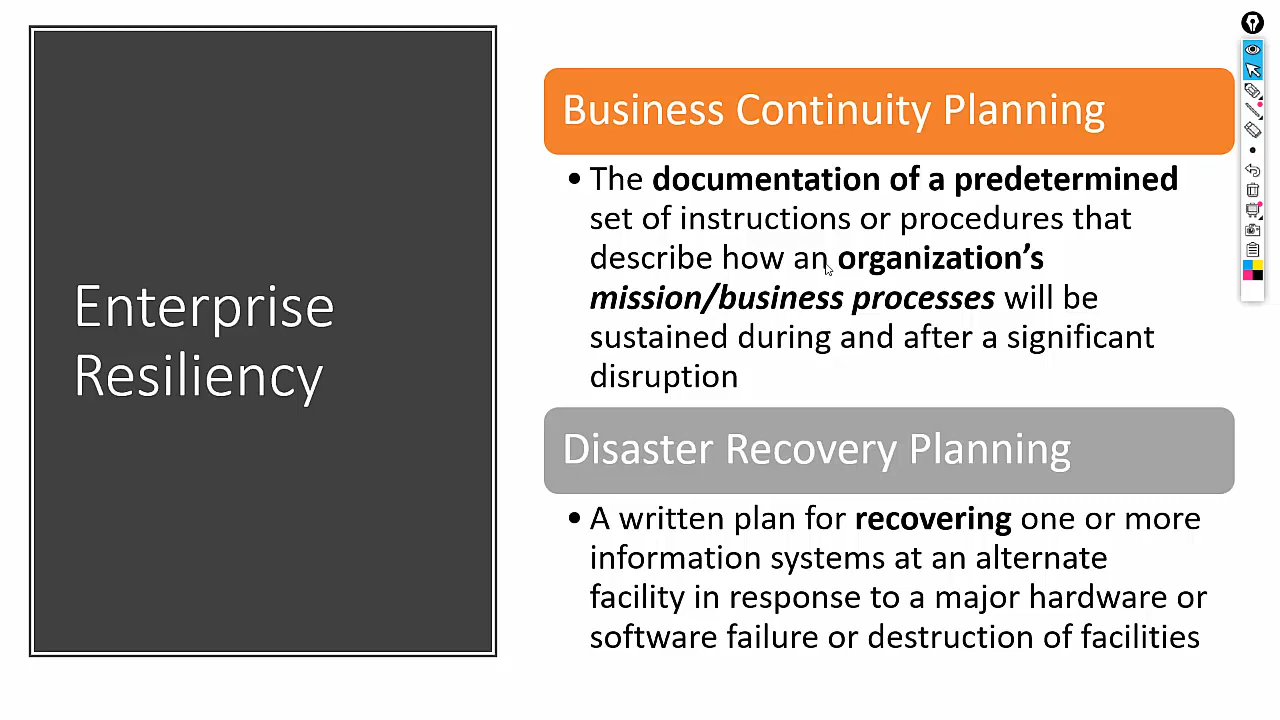 Enterprise
Resiliency
Business Continuity Planning
• The documentation of a predetermined
set of instructions or procedures that
describe how an organization’s
mission/business processes will be
sustained during and after a significant
disruption
Disaster Recovery Planning
• A written plan for recovering one or more
information systems at an alternate
facility in response to a major hardware or
software failure or destruction of facilities